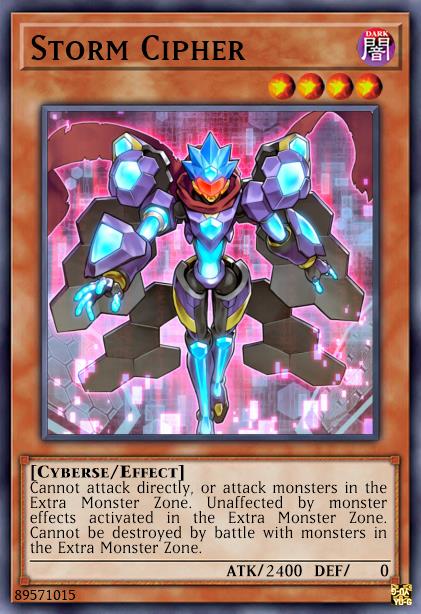 STORM CIPHER
DARK
闇
[CYBERSE/EFFECT]
Cannot attack directly, or attack monsters in the
Extra Monster Zone. Unaffected by monster
effects activated in the Extra Monster Zone.
Cannot be destroyed by battle with monsters in
the Extra Monster Zone.
ATK/2400 DEF/ 0
89571015